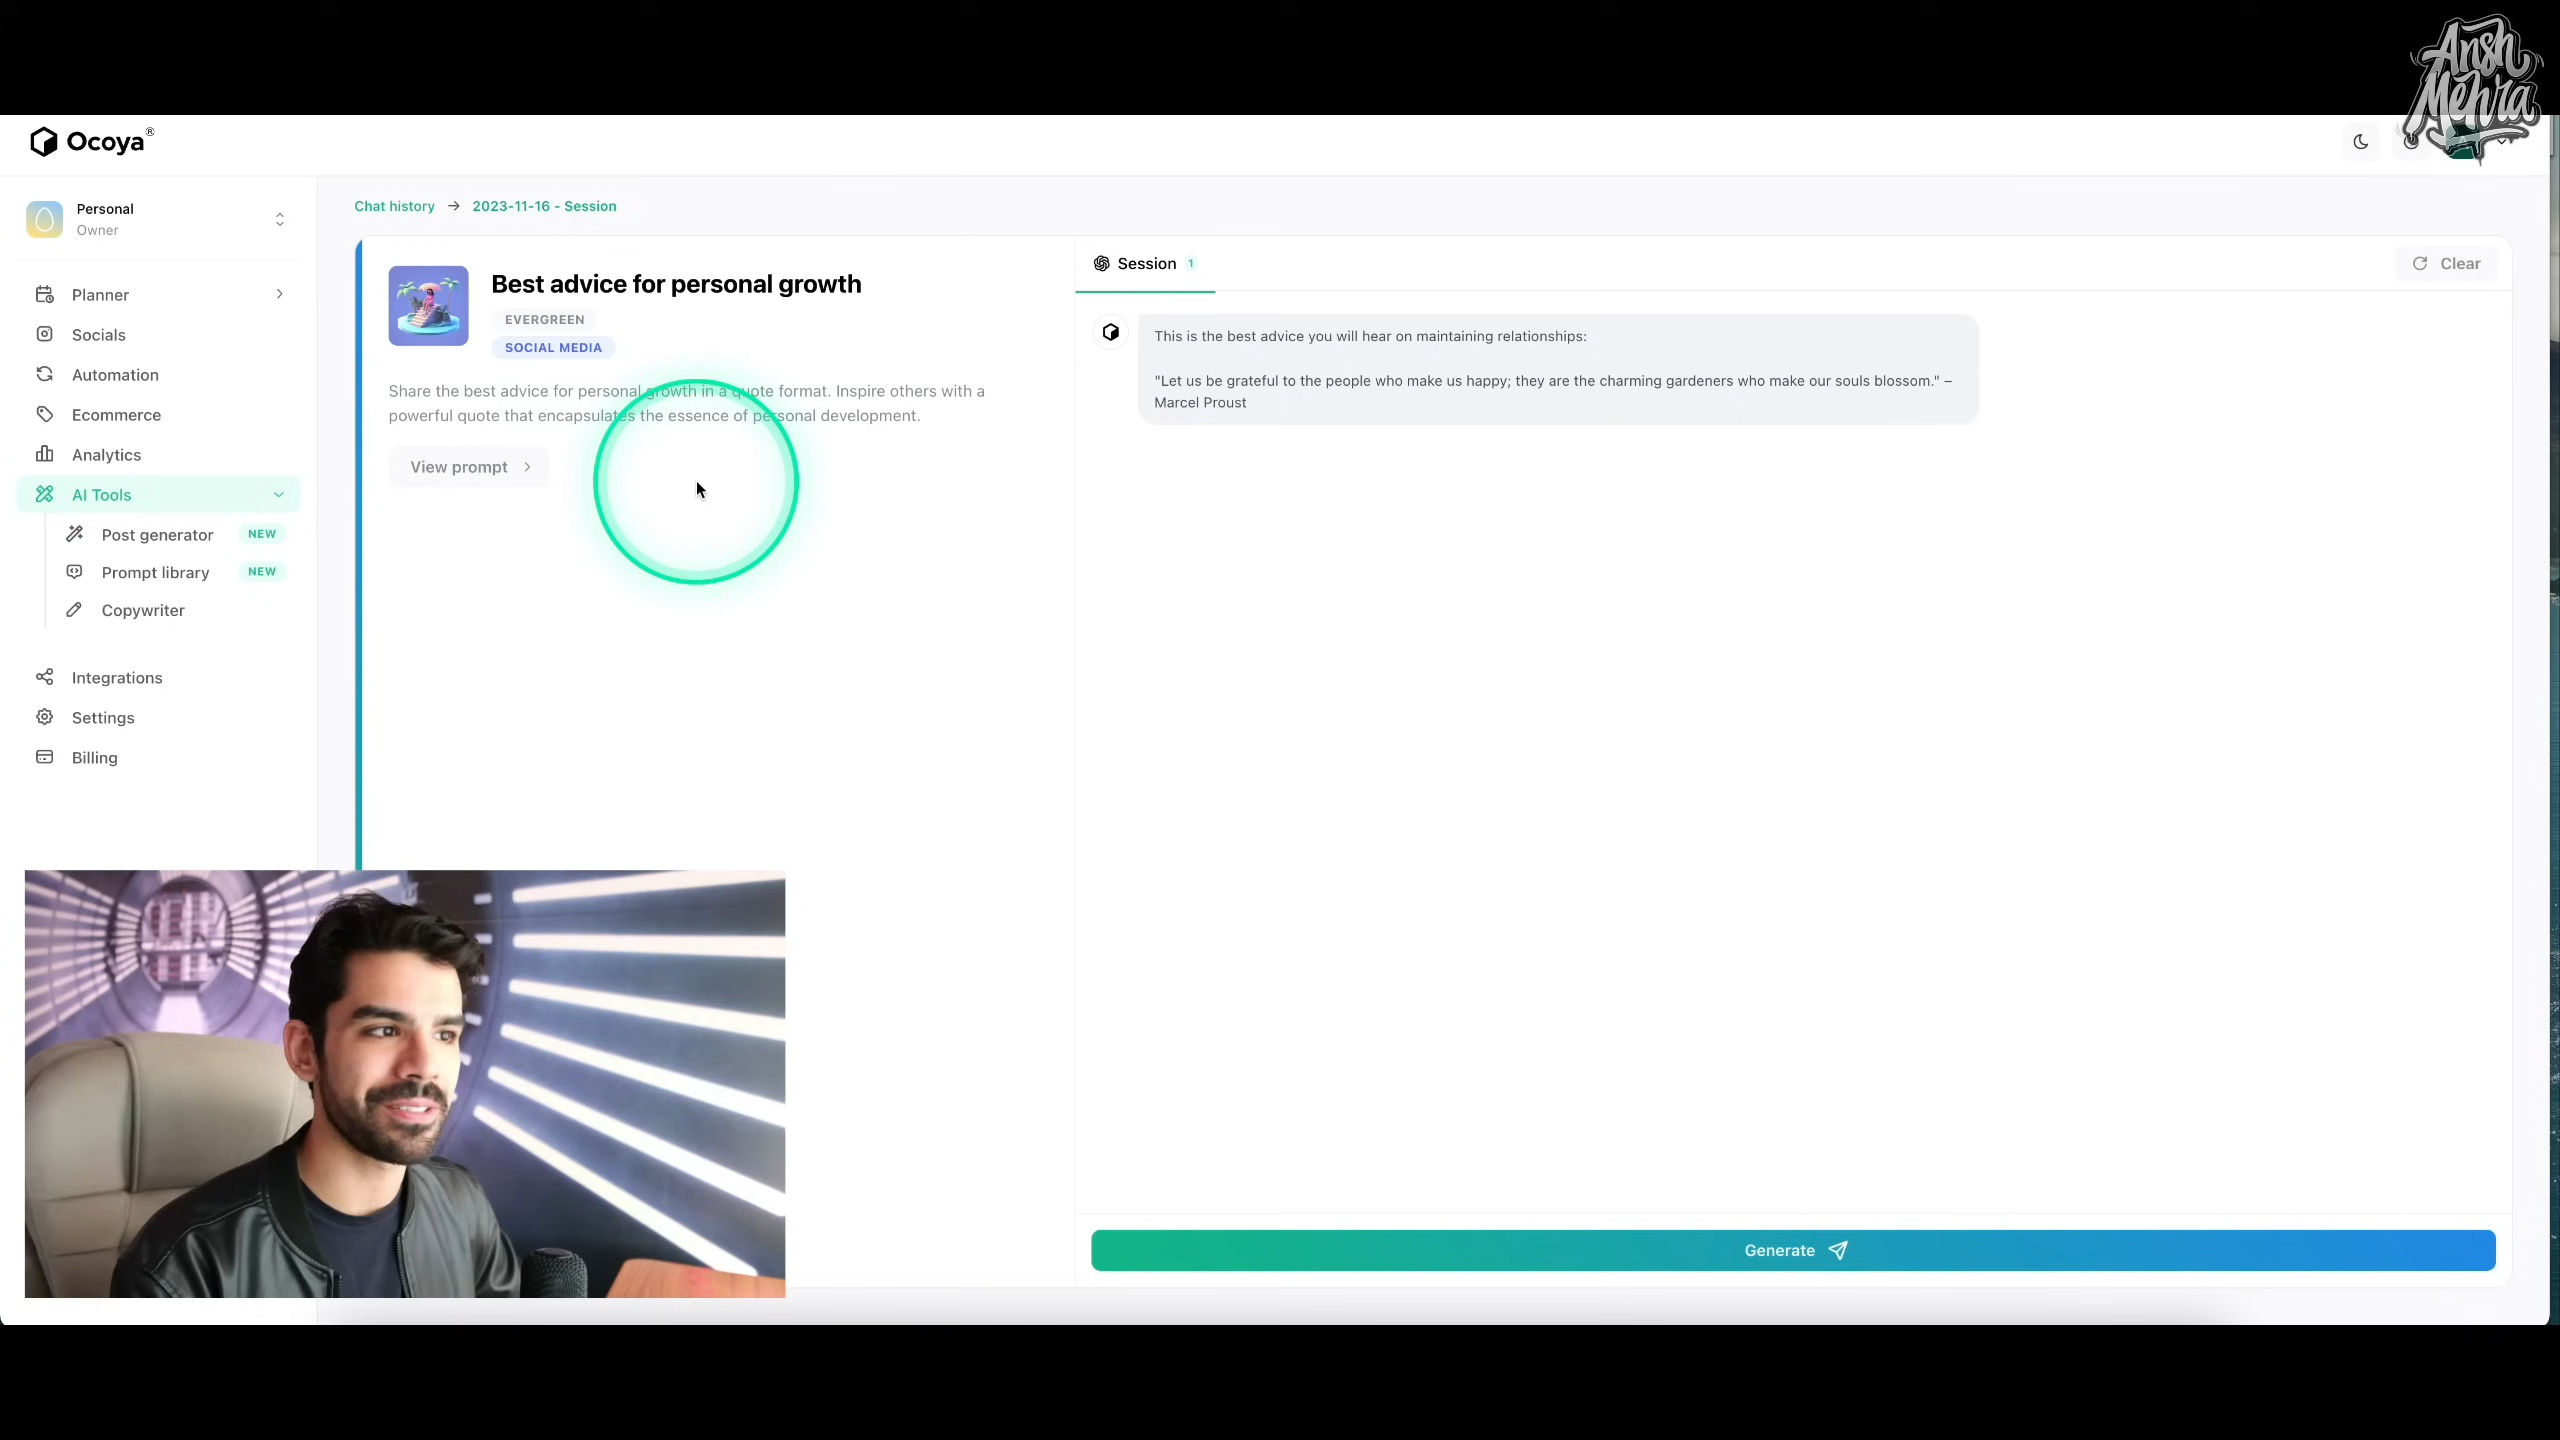 Ansh
Mehra
Ocoya®
Personal
Owner
Planner
Socials
Automation
Ecommerce
Analytics
AI Tools
Post generator NEW
Prompt library NEW
Copywriter
Integrations
Settings
Billing
Chat history → 2023-11-16 - Session
Best advice for personal growth
EVERGREEN
SOCIAL MEDIA
Share the best advice for personal growth in a quote format. Inspire others with a
powerful quote that encapsulates the essence of personal development.
View prompt
Session 1
Clear
This is the best advice you will hear on maintaining relationships:
"Let us be grateful to the people who make us happy; they are the charming gardeners who make our souls blossom." –
Marcel Proust
Generate